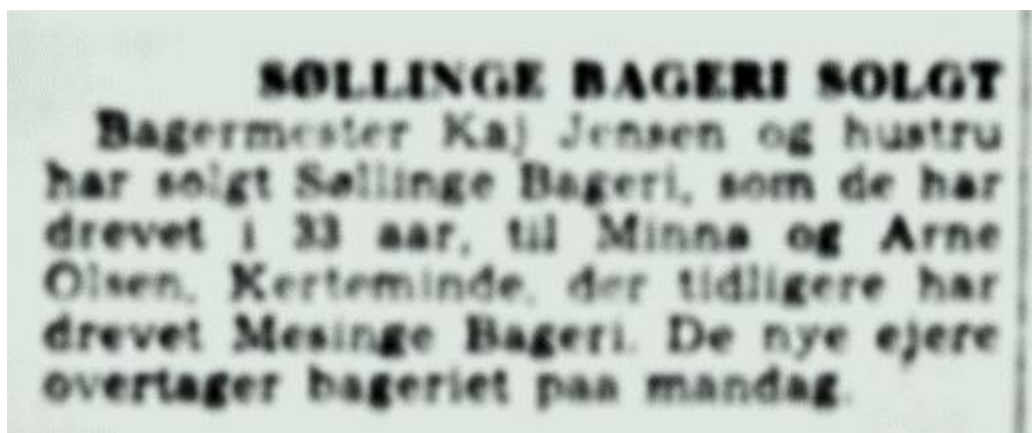 SØLLINGE BAGERI SOLGT
Bagermester Kaj Jensen og hustru
har solgt Søllinge Bageri, som de har
drevet i 33 aar, til Minna og Arne
Olsen, Kerteminde, der tidligere har
drevet Mesinge Bageri. De nye ejere
overtager bageriet paa mandag.